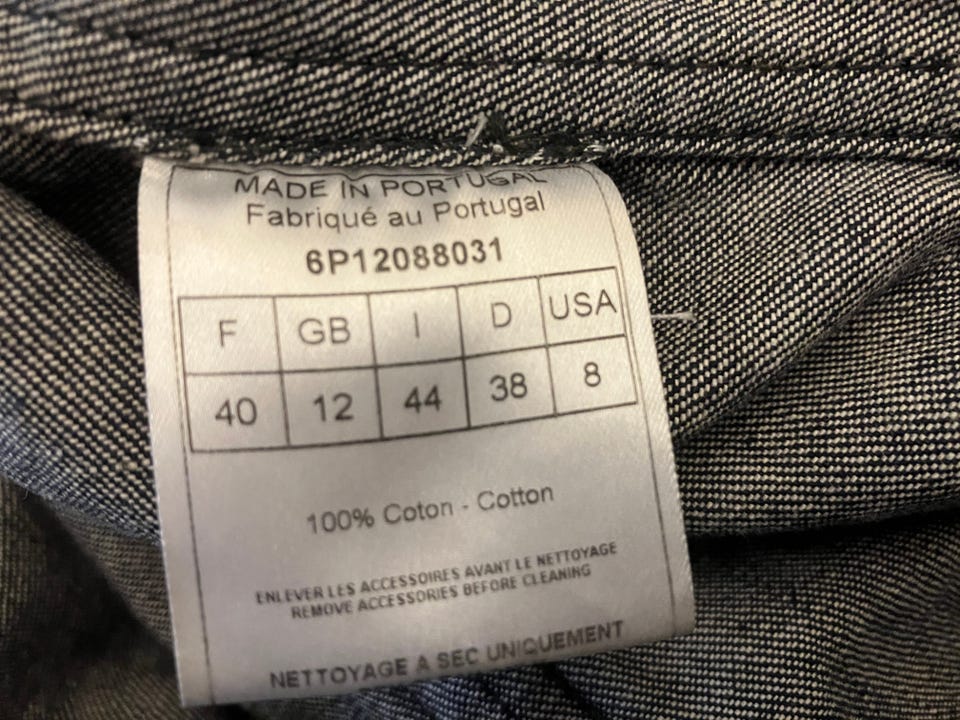 MADE IN PORTUGAL
Fabriqué au Portugal
6P12088031
F GB I D USA
40 12 44 38 8
100% Coton - Cotton
ENLEVER LES ACCESSOIRES AVANT LE NETTOYAGE
REMOVE ACCESSORIES BEFORE CLEANING
NETTOYAGE A SEC UNIQUEMENT